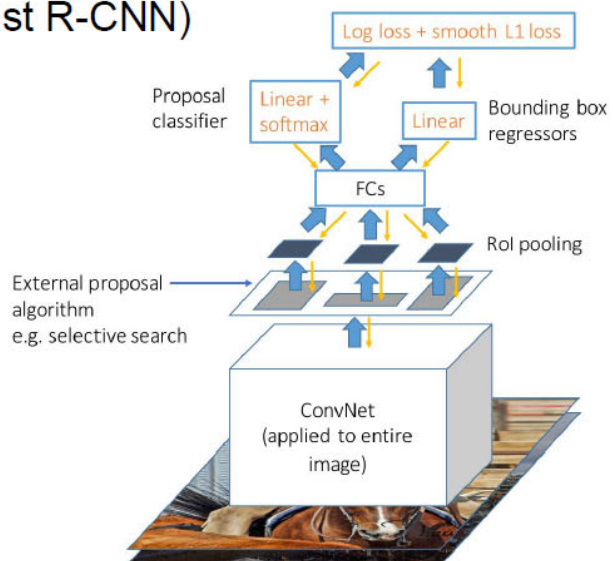 st R-CNN)
Log loss + smooth L1 loss
Proposal
classifier
Linear +
softmax
Linear
Bounding box
regressors
FCs
RoI pooling
External proposal
algorithm
e.g. selective search
ConvNet
(applied to entire
image)